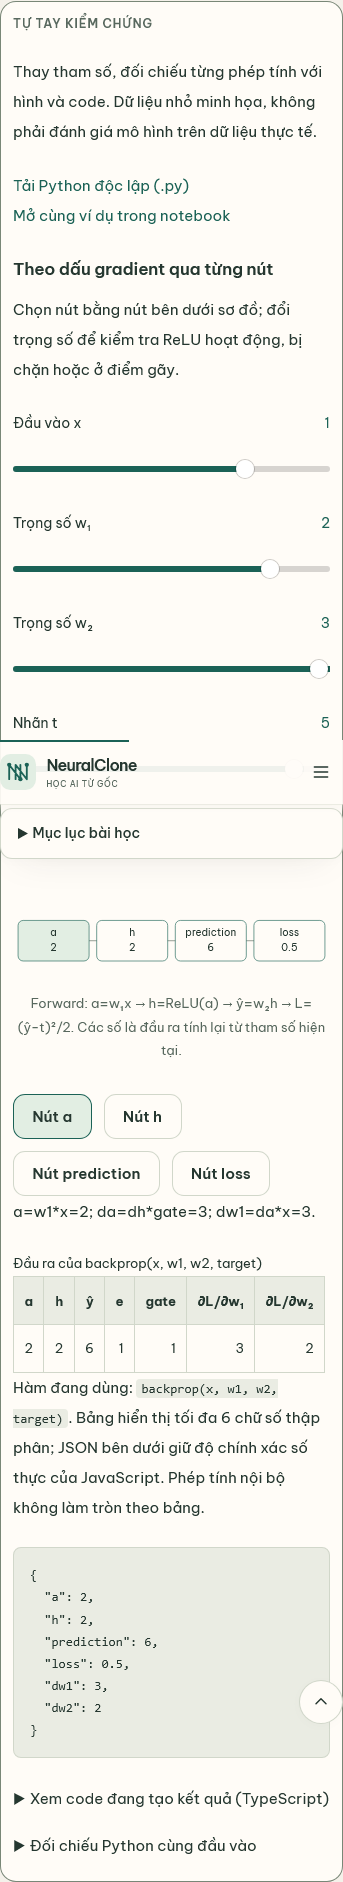 TỰ TAY KIỂM CHỨNG
Thay tham số, đối chiếu từng phép tính với
hình và code. Dữ liệu nhỏ minh họa, không
phải đánh giá mô hình trên dữ liệu thực tế.
Tải Python độc lập (.py)
Mở cùng ví dụ trong notebook
Theo dấu gradient qua từng nút
Chọn nút bằng nút bên dưới sơ đồ; đổi
trọng số để kiểm tra ReLU hoạt động, bị
chặn hoặc ở điểm gãy.
Đầu vào x 1
Trọng số w₁ 2
Trọng số w₂ 3
Nhãn t 5
NeuralClone
HỌC AI TỪ GỐC
▶ Mục lục bài học
a h prediction loss
2 2 6 0.5
Forward: a=w₁x→h=ReLU(a)→ŷ=w₂h→L=
(ŷ−t)²/2. Các số là đầu ra tính lại từ tham số hiện
tại.
Nút a Nút h
Nút prediction Nút loss
a=w1*x=2; da=dh*gate=3; dw1=da*x=3.
Đầu ra của backprop(x, w1, w2, target)
a h ŷ e gate ∂L/∂w₁ ∂L/∂w₂
2 2 6 1 1 3 2
Hàm đang dùng: backprop(x, w1, w2,
target). Bảng hiển thị tối đa 6 chữ số thập
phân; JSON bên dưới giữ độ chính xác số
thực của JavaScript. Phép tính nội bộ
không làm tròn theo bảng.
{
"a": 2,
"h": 2,
"prediction": 6,
"loss": 0.5,
"dw1": 3,
"dw2": 2
}
▶ Xem code đang tạo kết quả (TypeScript)
▶ Đối chiếu Python cùng đầu vào